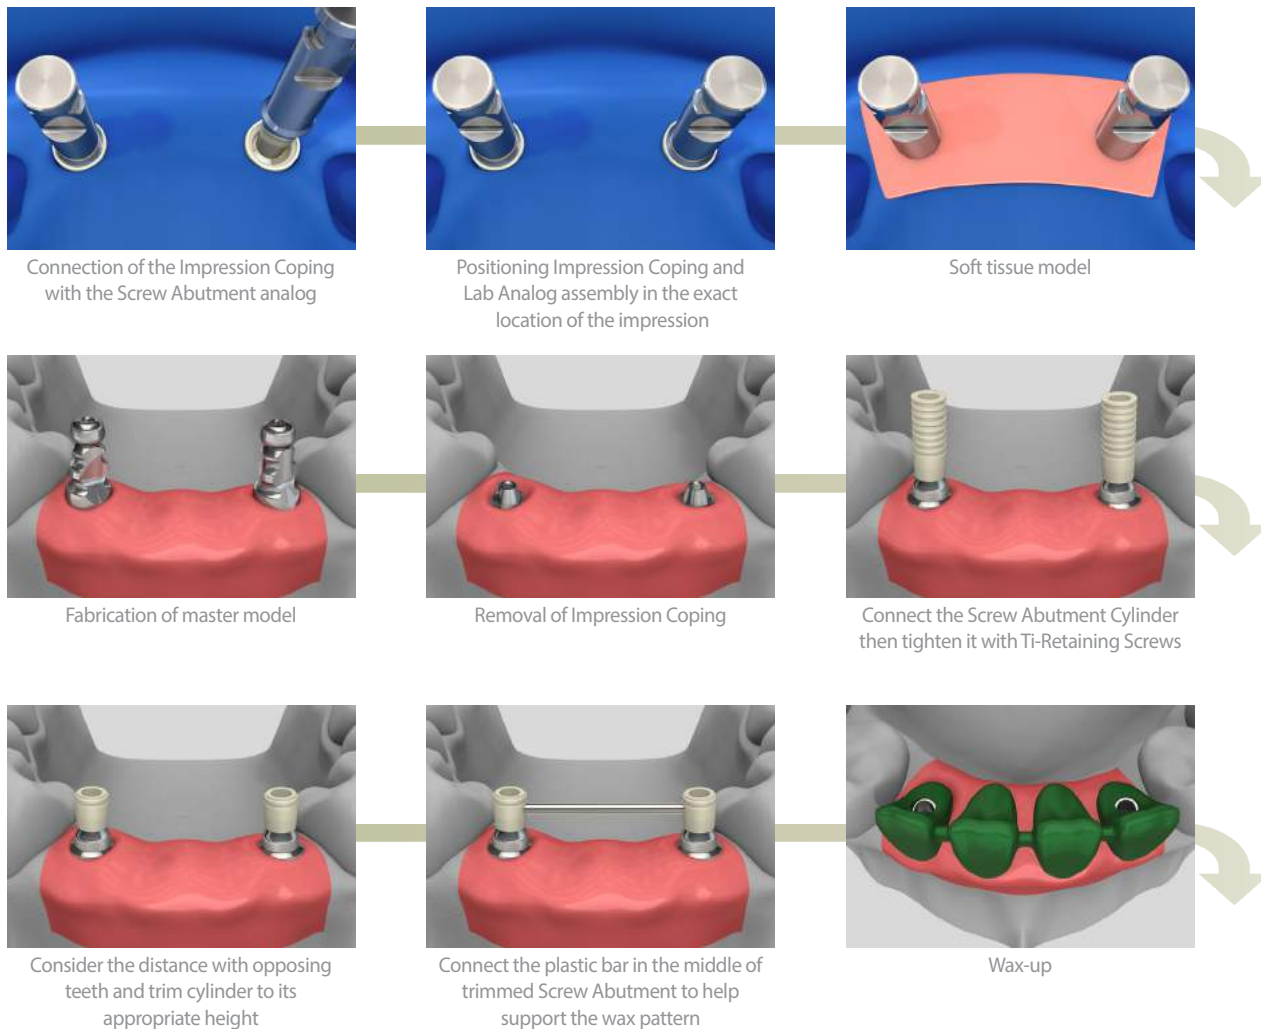 Connection of the Impression Coping
with the Screw Abutment analog
Positioning Impression Coping and
Lab Analog assembly in the exact
location of the impression
Soft tissue model
Fabrication of master model
Removal of Impression Coping
Connect the Screw Abutment Cylinder
then tighten it with Ti-Retaining Screws
Consider the distance with opposing
teeth and trim cylinder to its
appropriate height
Connect the plastic bar in the middle of
trimmed Screw Abutment to help
support the wax pattern
Wax-up